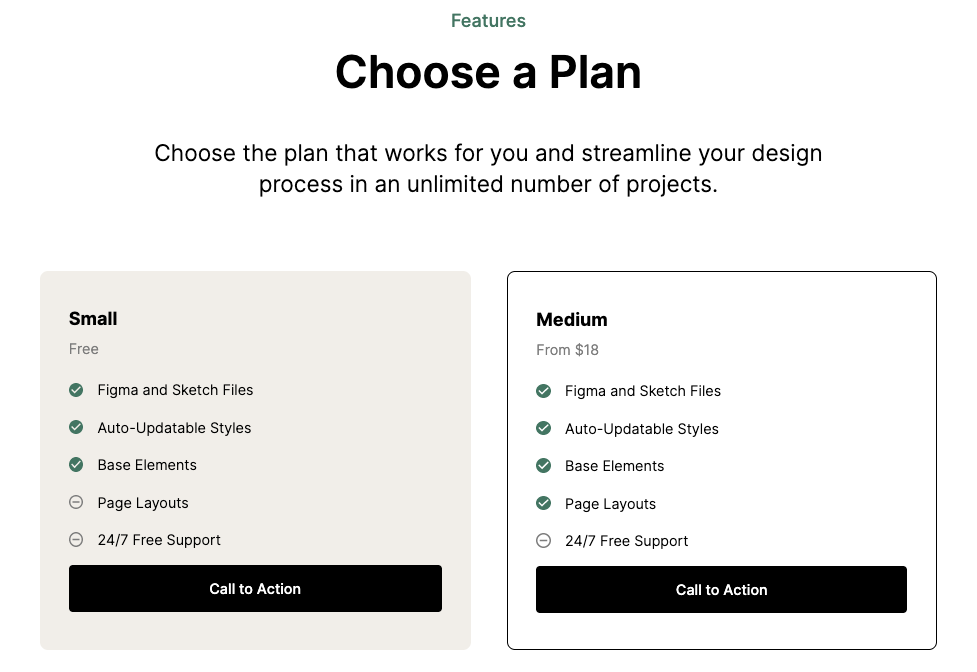 Features
Choose a Plan
Choose the plan that works for you and streamline your design
process in an unlimited number of projects.
Small
Free
Figma and Sketch Files
Auto-Updatable Styles
Base Elements
Page Layouts
24/7 Free Support
Call to Action
Medium
From $18
Figma and Sketch Files
Auto-Updatable Styles
Base Elements
Page Layouts
24/7 Free Support
Call to Action